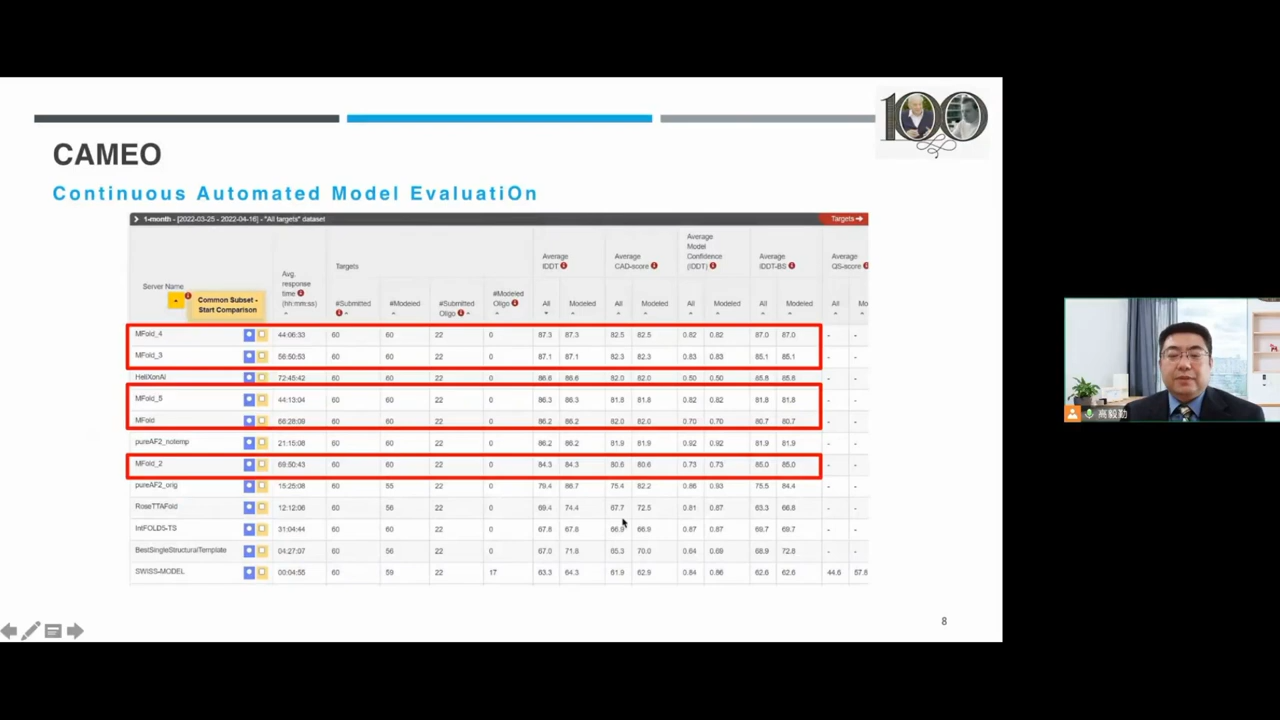 100
CAMEO
Continuous Automated Model EvaluatiOn
1-month - [2022-03-25 - 2022-04-16] - "All targets" dataset
Targets
Server Name
Common Subset - Start Comparison
Avg. response time (hh:mm:ss)
Targets
#Submitted
#Modeled
#Submitted Oligo
#Modeled Oligo
Average lDDT
Average CAD-score
Average Model Confidence (lDDT)
Average lDDT-BS
Average QS-score
All Modeled All Modeled All Modeled All Modeled All Mo
MFold_4 44:06:33 60 60 22 0 87.3 87.3 82.5 82.5 0.82 0.82 87.0 87.0 - -
MFold_3 56:50:53 60 60 22 0 87.1 87.1 82.3 82.3 0.83 0.83 85.1 85.1 - -
HeliXonAI 72:45:42 60 60 22 0 86.6 86.6 82.0 82.0 0.50 0.50 85.8 85.8 - -
MFold_5 44:13:04 60 60 22 0 86.3 86.3 81.8 81.8 0.82 0.82 81.8 81.8 - -
MFold 66:28:09 60 60 22 0 86.2 86.2 82.0 82.0 0.70 0.70 80.7 80.7 - -
pureAF2_notemp 21:15:08 60 60 22 0 86.2 86.2 81.9 81.9 0.92 0.92 81.9 81.9 - -
MFold_2 69:50:43 60 60 22 0 84.3 84.3 80.6 80.6 0.73 0.73 85.0 85.0 - -
pureAF2_orig 15:25:08 60 55 22 0 79.4 86.7 75.4 82.2 0.86 0.93 75.5 84.4 - -
RoseTTAFold 12:12:06 60 56 22 0 69.4 74.4 67.7 72.5 0.81 0.87 63.3 66.8 - -
IntFOLD5-TS 31:04:44 60 60 22 0 67.8 67.8 66.9 66.9 0.87 0.87 69.7 69.7 - -
BestSingleStructuralTemplate 04:27:07 60 56 22 0 67.0 71.8 65.3 70.0 0.64 0.69 68.9 72.8 - -
SWISS-MODEL 00:04:55 60 59 22 17 63.3 64.3 61.9 62.9 0.84 0.86 62.6 62.6 44.6 57.6
8
高毅勤